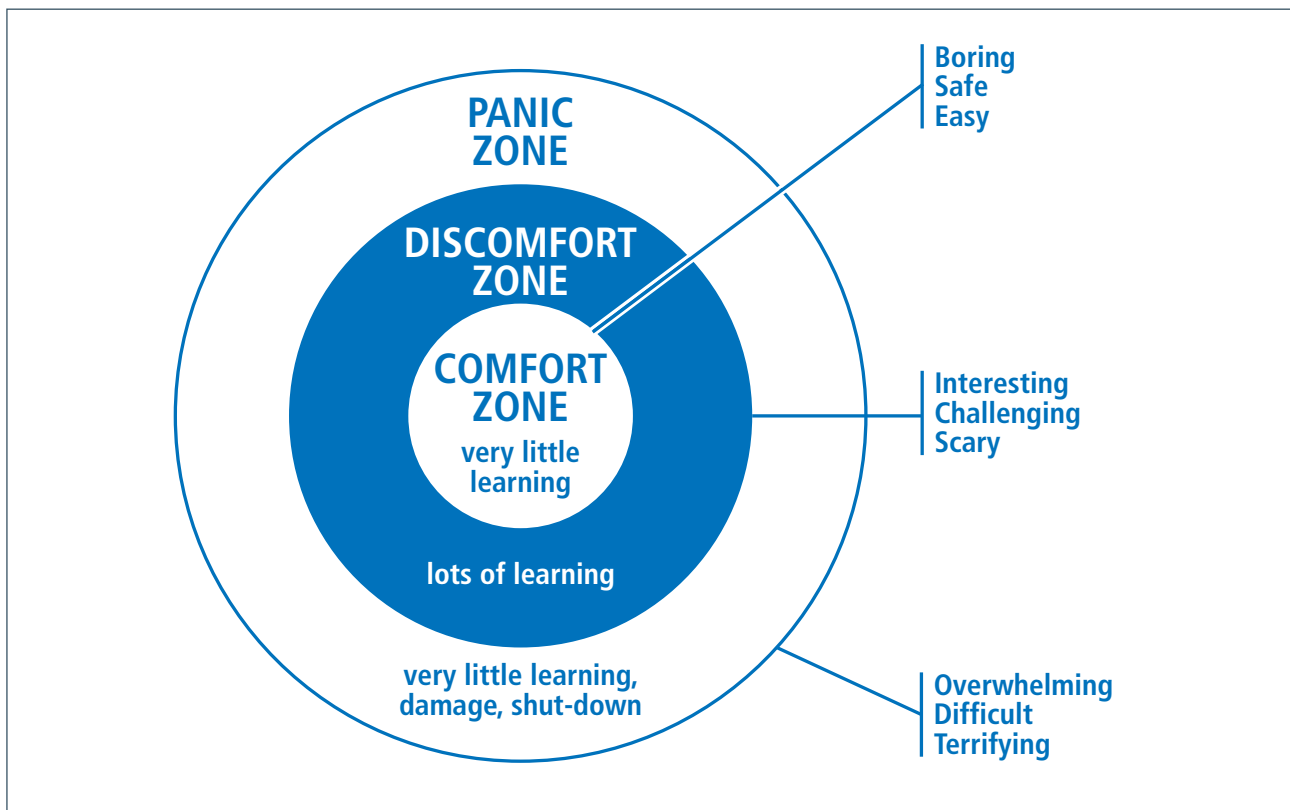 PANIC
ZONE
DISCOMFORT
ZONE
COMFORT
ZONE
very little
learning
lots of learning
very little learning,
damage, shut-down
Boring
Safe
Easy
Interesting
Challenging
Scary
Overwhelming
Difficult
Terrifying